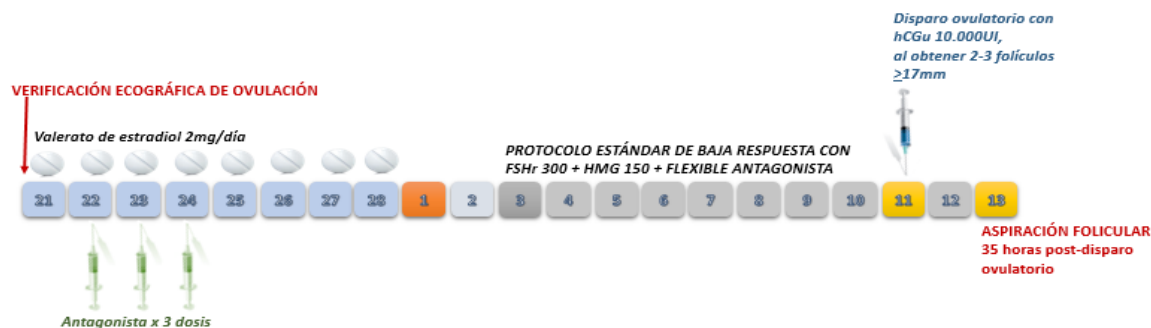 Disparo ovulatorio con
hCGu 10.000UI,
al obtener 2-3 folículos
≥17mm
VERIFICACIÓN ECOGRÁFICA DE OVULACIÓN
Valerato de estradiol 2mg/día
PROTOCOLO ESTÁNDAR DE BAJA RESPUESTA CON
FSHr 300 + HMG 150 + FLEXIBLE ANTAGONISTA
21 22 23 24 25 26 27 28 1 2 3 4 5 6 7 8 9 10 11 12 13
ASPIRACIÓN FOLICULAR
35 horas post-disparo
ovulatorio
Antagonista x 3 dosis